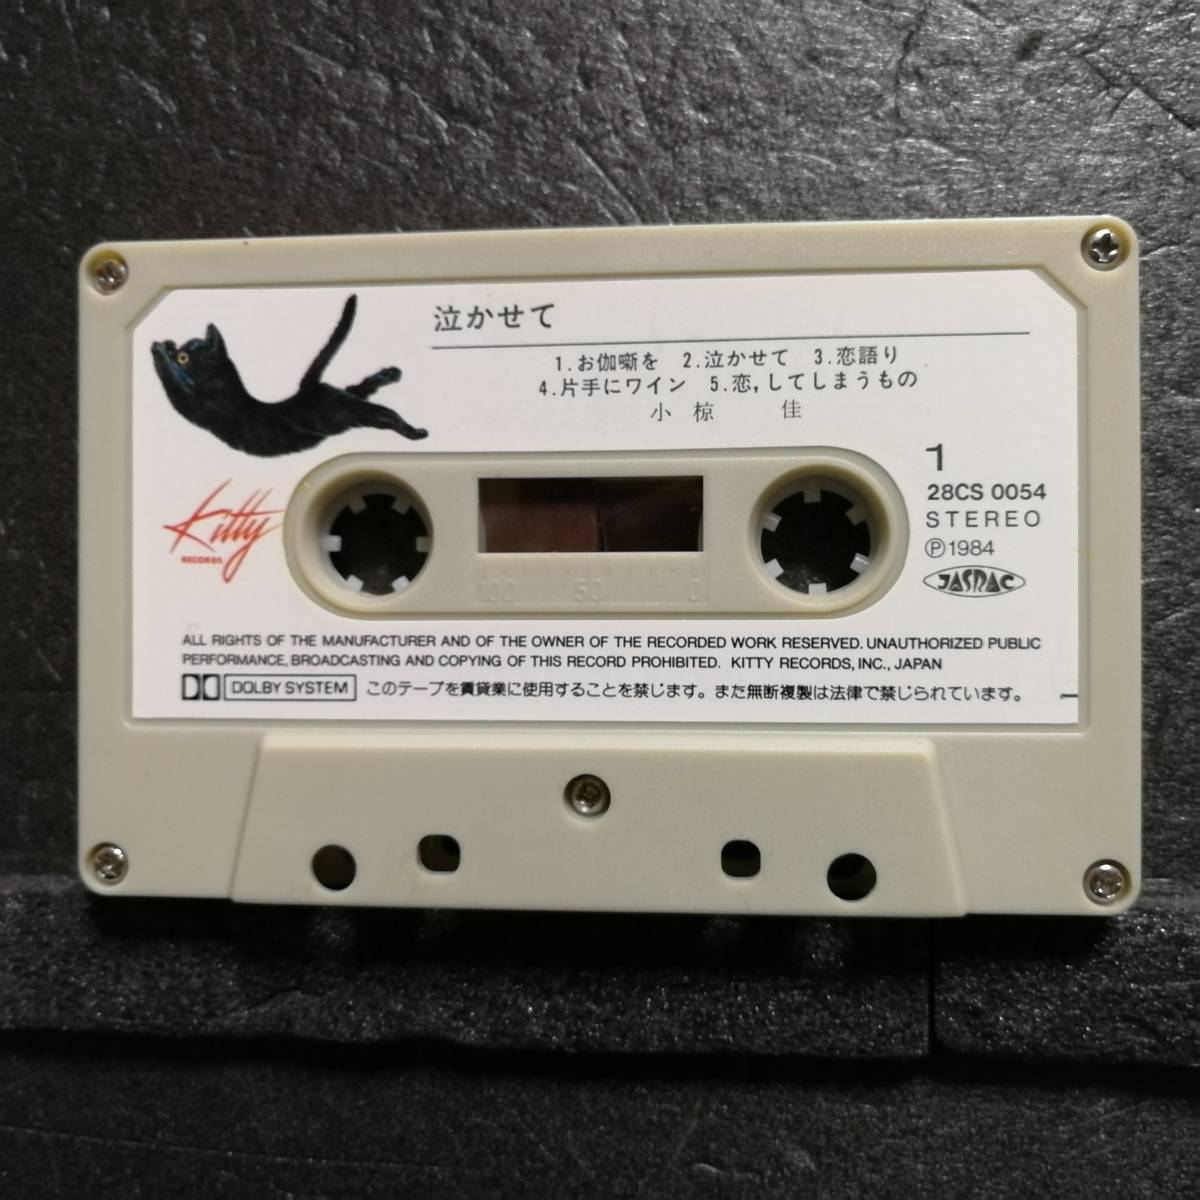 泣かせて
1.お伽噺を 2.泣かせて 3.恋語り
4.片手にワイン 5.恋,してしまうもの
小椋 佳
Kitty
RECORDS
1
28CS 0054
STEREO
Ⓟ1984
JASRAC
100 50 0
ALL RIGHTS OF THE MANUFACTURER AND OF THE OWNER OF THE RECORDED WORK RESERVED. UNAUTHORIZED PUBLIC
PERFORMANCE, BROADCASTING AND COPYING OF THIS RECORD PROHIBITED. KITTY RECORDS, INC., JAPAN
DOLBY SYSTEM このテープを賃貸業に使用することを禁じます。また無断複製は法律で禁じられています。